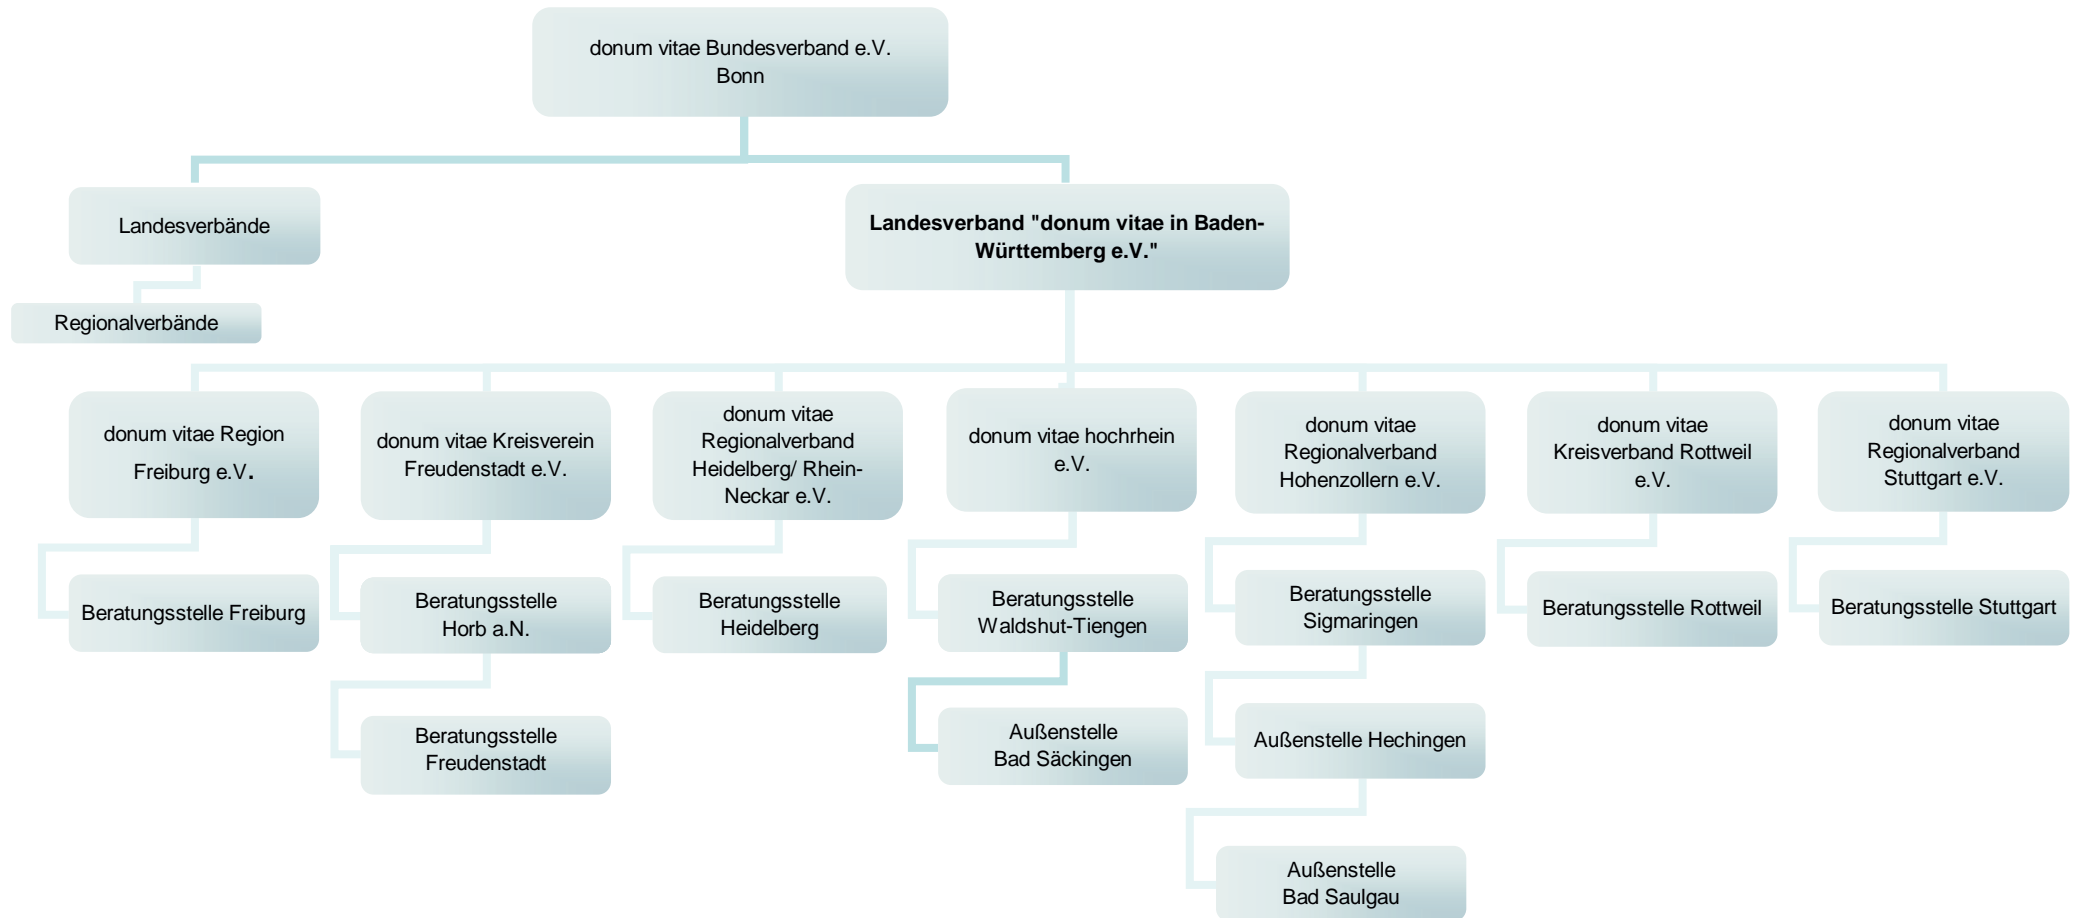 donum vitae Bundesverband e.V.
Bonn
Landesverbände
Landesverband "donum vitae in Baden-
Württemberg e.V."
Regionalverbände
donum vitae Region
Freiburg e.V.
donum vitae Kreisverein
Freudenstadt e.V.
donum vitae
Regionalverband
Heidelberg/ Rhein-
Neckar e.V.
donum vitae hochrhein
e.V.
donum vitae
Regionalverband
Hohenzollern e.V.
donum vitae
Kreisverband Rottweil
e.V.
donum vitae
Regionalverband
Stuttgart e.V.
Beratungsstelle Freiburg
Beratungsstelle
Horb a.N.
Beratungsstelle
Heidelberg
Beratungsstelle
Waldshut-Tiengen
Beratungsstelle
Sigmaringen
Beratungsstelle Rottweil
Beratungsstelle Stuttgart
Beratungsstelle
Freudenstadt
Außenstelle
Bad Säckingen
Außenstelle Hechingen
Außenstelle
Bad Saulgau